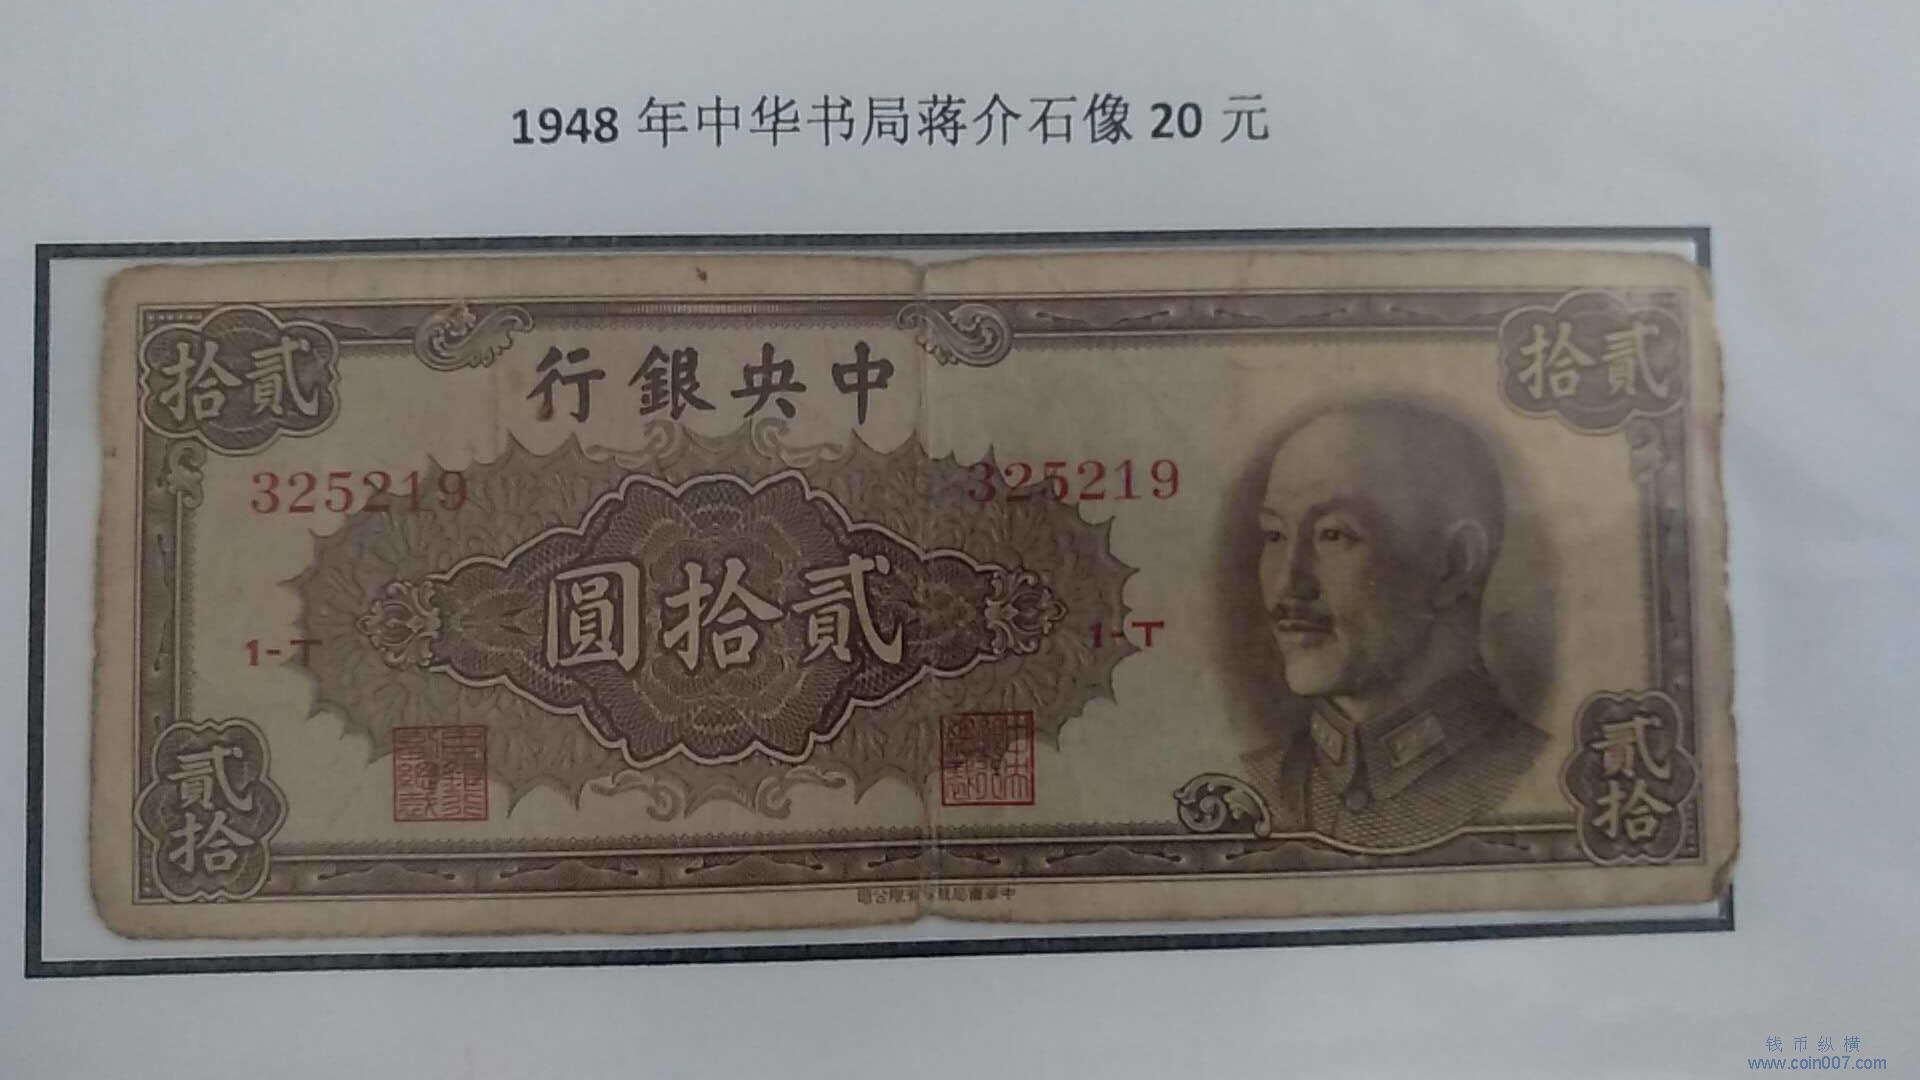 1948 年中华书局蒋介石像 20 元
拾貳
行銀央中
拾貳
325219
325219
圓拾貳
1-T
1-T
貳拾
貳拾
钱币纵横
www.coin007.com